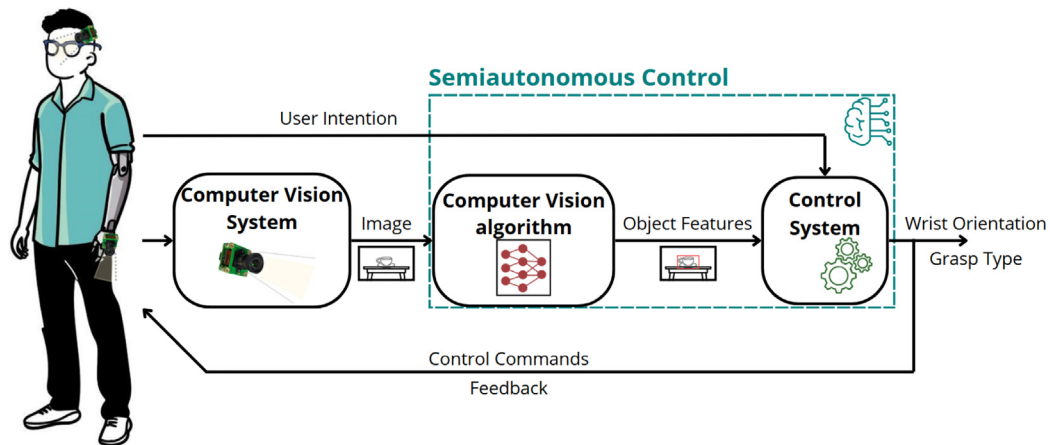 Semiautonomous Control
User Intention
Computer Vision
System
Image
Computer Vision
algorithm
Object Features
Control
System
Wrist Orientation
Grasp Type
Control Commands
Feedback